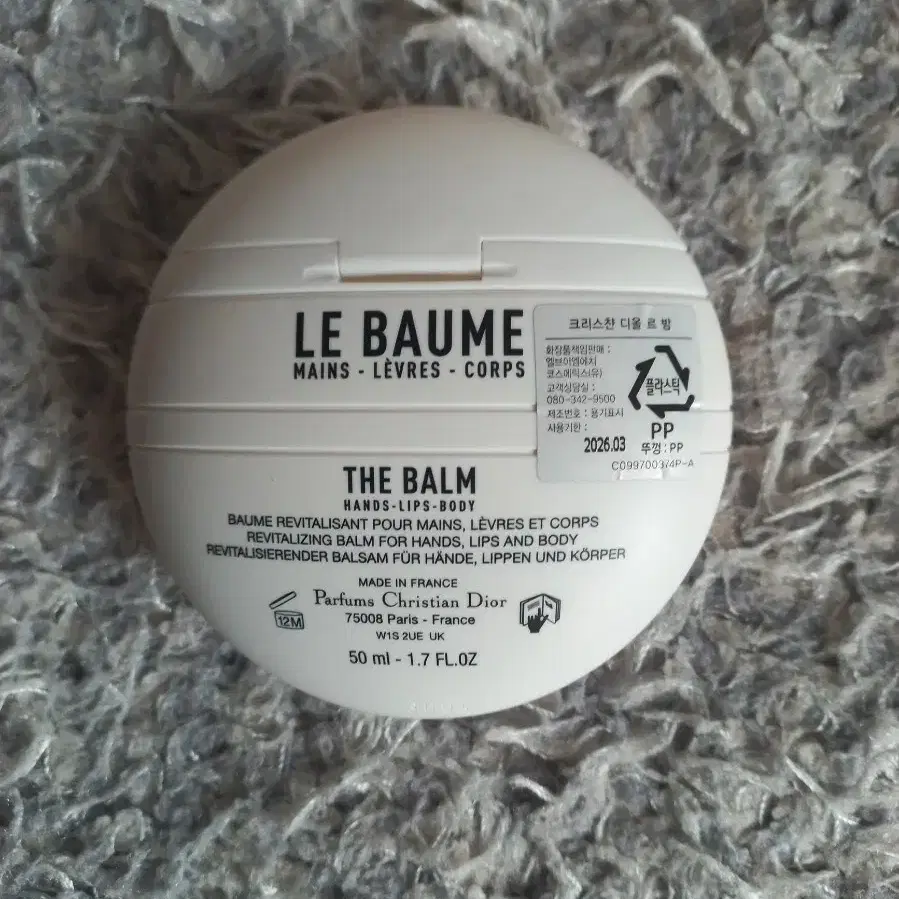 LE BAUME
MAINS - LÈVRES - CORPS
크리스챤 디올 르 밤
화장품책임판매 :
엘브이엠에치
코스메틱스(유)
고객상담실 :
080-342-9500
제조번호 : 용기표시
사용기한 :
2026.03
플라스틱
PP
뚜껑 : PP
C099700374P-A
THE BALM
HANDS-LIPS-BODY
BAUME REVITALISANT POUR MAINS, LÈVRES ET CORPS
REVITALIZING BALM FOR HANDS, LIPS AND BODY
REVITALISIERENDER BALSAM FÜR HÄNDE, LIPPEN UND KÖRPER
MADE IN FRANCE
Parfums Christian Dior
75008 Paris - France
W1S 2UE UK
12M
50 ml - 1.7 FL.OZ